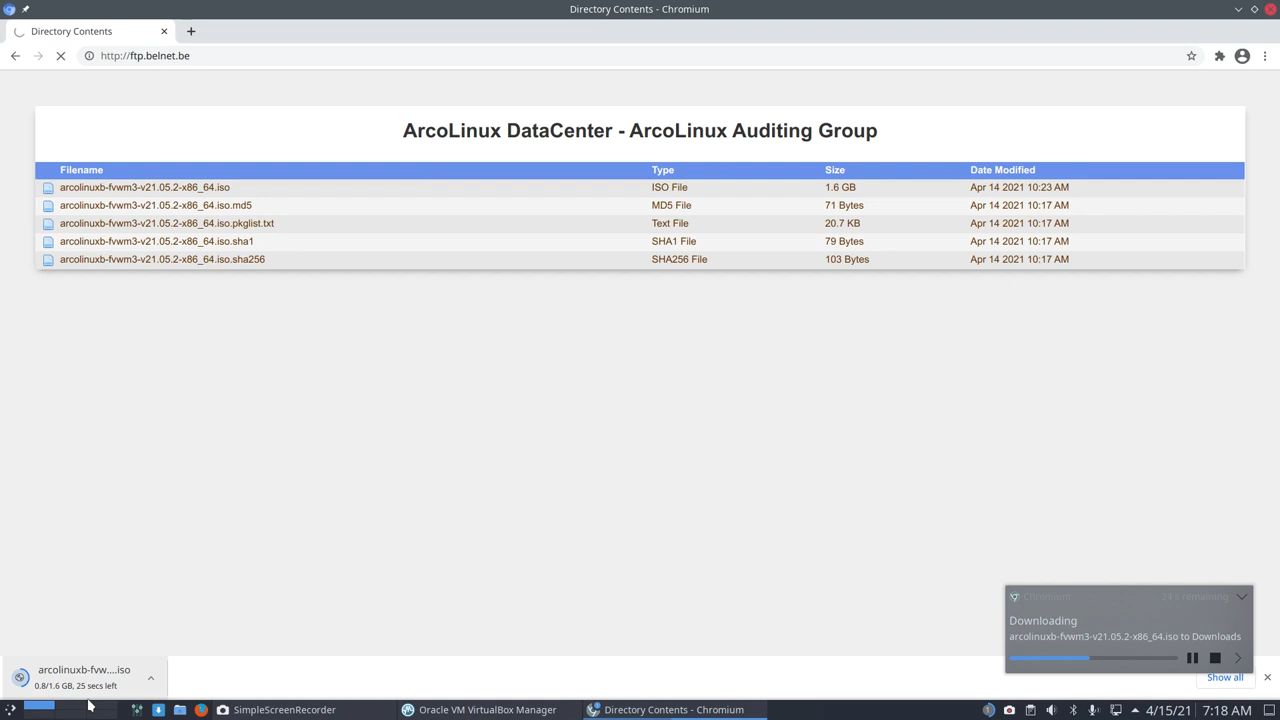 Directory Contents - Chromium
Directory Contents
http://ftp.belnet.be
ArcoLinux DataCenter - ArcoLinux Auditing Group
Filename Type Size Date Modified
arcolinuxb-fvwm3-v21.05.2-x86_64.iso ISO File 1.6 GB Apr 14 2021 10:23 AM
arcolinuxb-fvwm3-v21.05.2-x86_64.iso.md5 MD5 File 71 Bytes Apr 14 2021 10:17 AM
arcolinuxb-fvwm3-v21.05.2-x86_64.iso.pkglist.txt Text File 20.7 KB Apr 14 2021 10:17 AM
arcolinuxb-fvwm3-v21.05.2-x86_64.iso.sha1 SHA1 File 79 Bytes Apr 14 2021 10:17 AM
arcolinuxb-fvwm3-v21.05.2-x86_64.iso.sha256 SHA256 File 103 Bytes Apr 14 2021 10:17 AM
Chromium 24 s remaining
Downloading
arcolinuxb-fvwm3-v21.05.2-x86_64.iso to Downloads
arcolinuxb-fvw....iso
0.8/1.6 GB, 25 secs left
Show all
SimpleScreenRecorder Oracle VM VirtualBox Manager Directory Contents - Chromium 4/15/21 7:18 AM